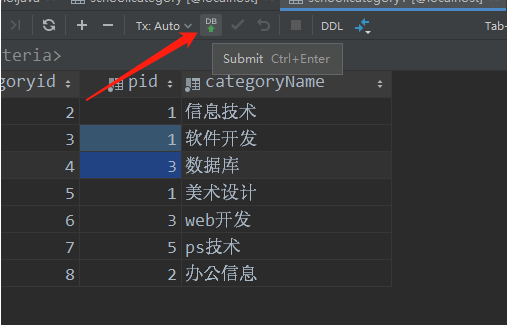 schoolcategory [@localhost]
Tx: Auto DB DDL Tab-
Submit Ctrl+Enter
teria>
goryid pid categoryName
2 1 信息技术
3 1 软件开发
4 3 数据库
5 1 美术设计
6 3 web开发
7 5 ps技术
8 2 办公信息